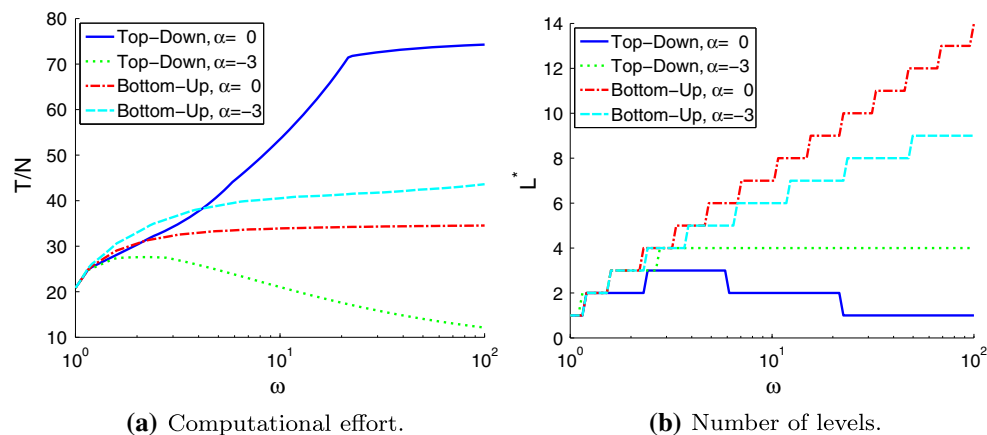 80
70
60
50
40
30
20
10
T/N
Top-Down, α= 0
Top-Down, α=-3
Bottom-Up, α= 0
Bottom-Up, α=-3
10^0
10^1
10^2
ω
(a) Computational effort.
14
12
10
8
6
4
2
0
L*
Top-Down, α= 0
Top-Down, α=-3
Bottom-Up, α= 0
Bottom-Up, α=-3
10^0
10^1
10^2
ω
(b) Number of levels.